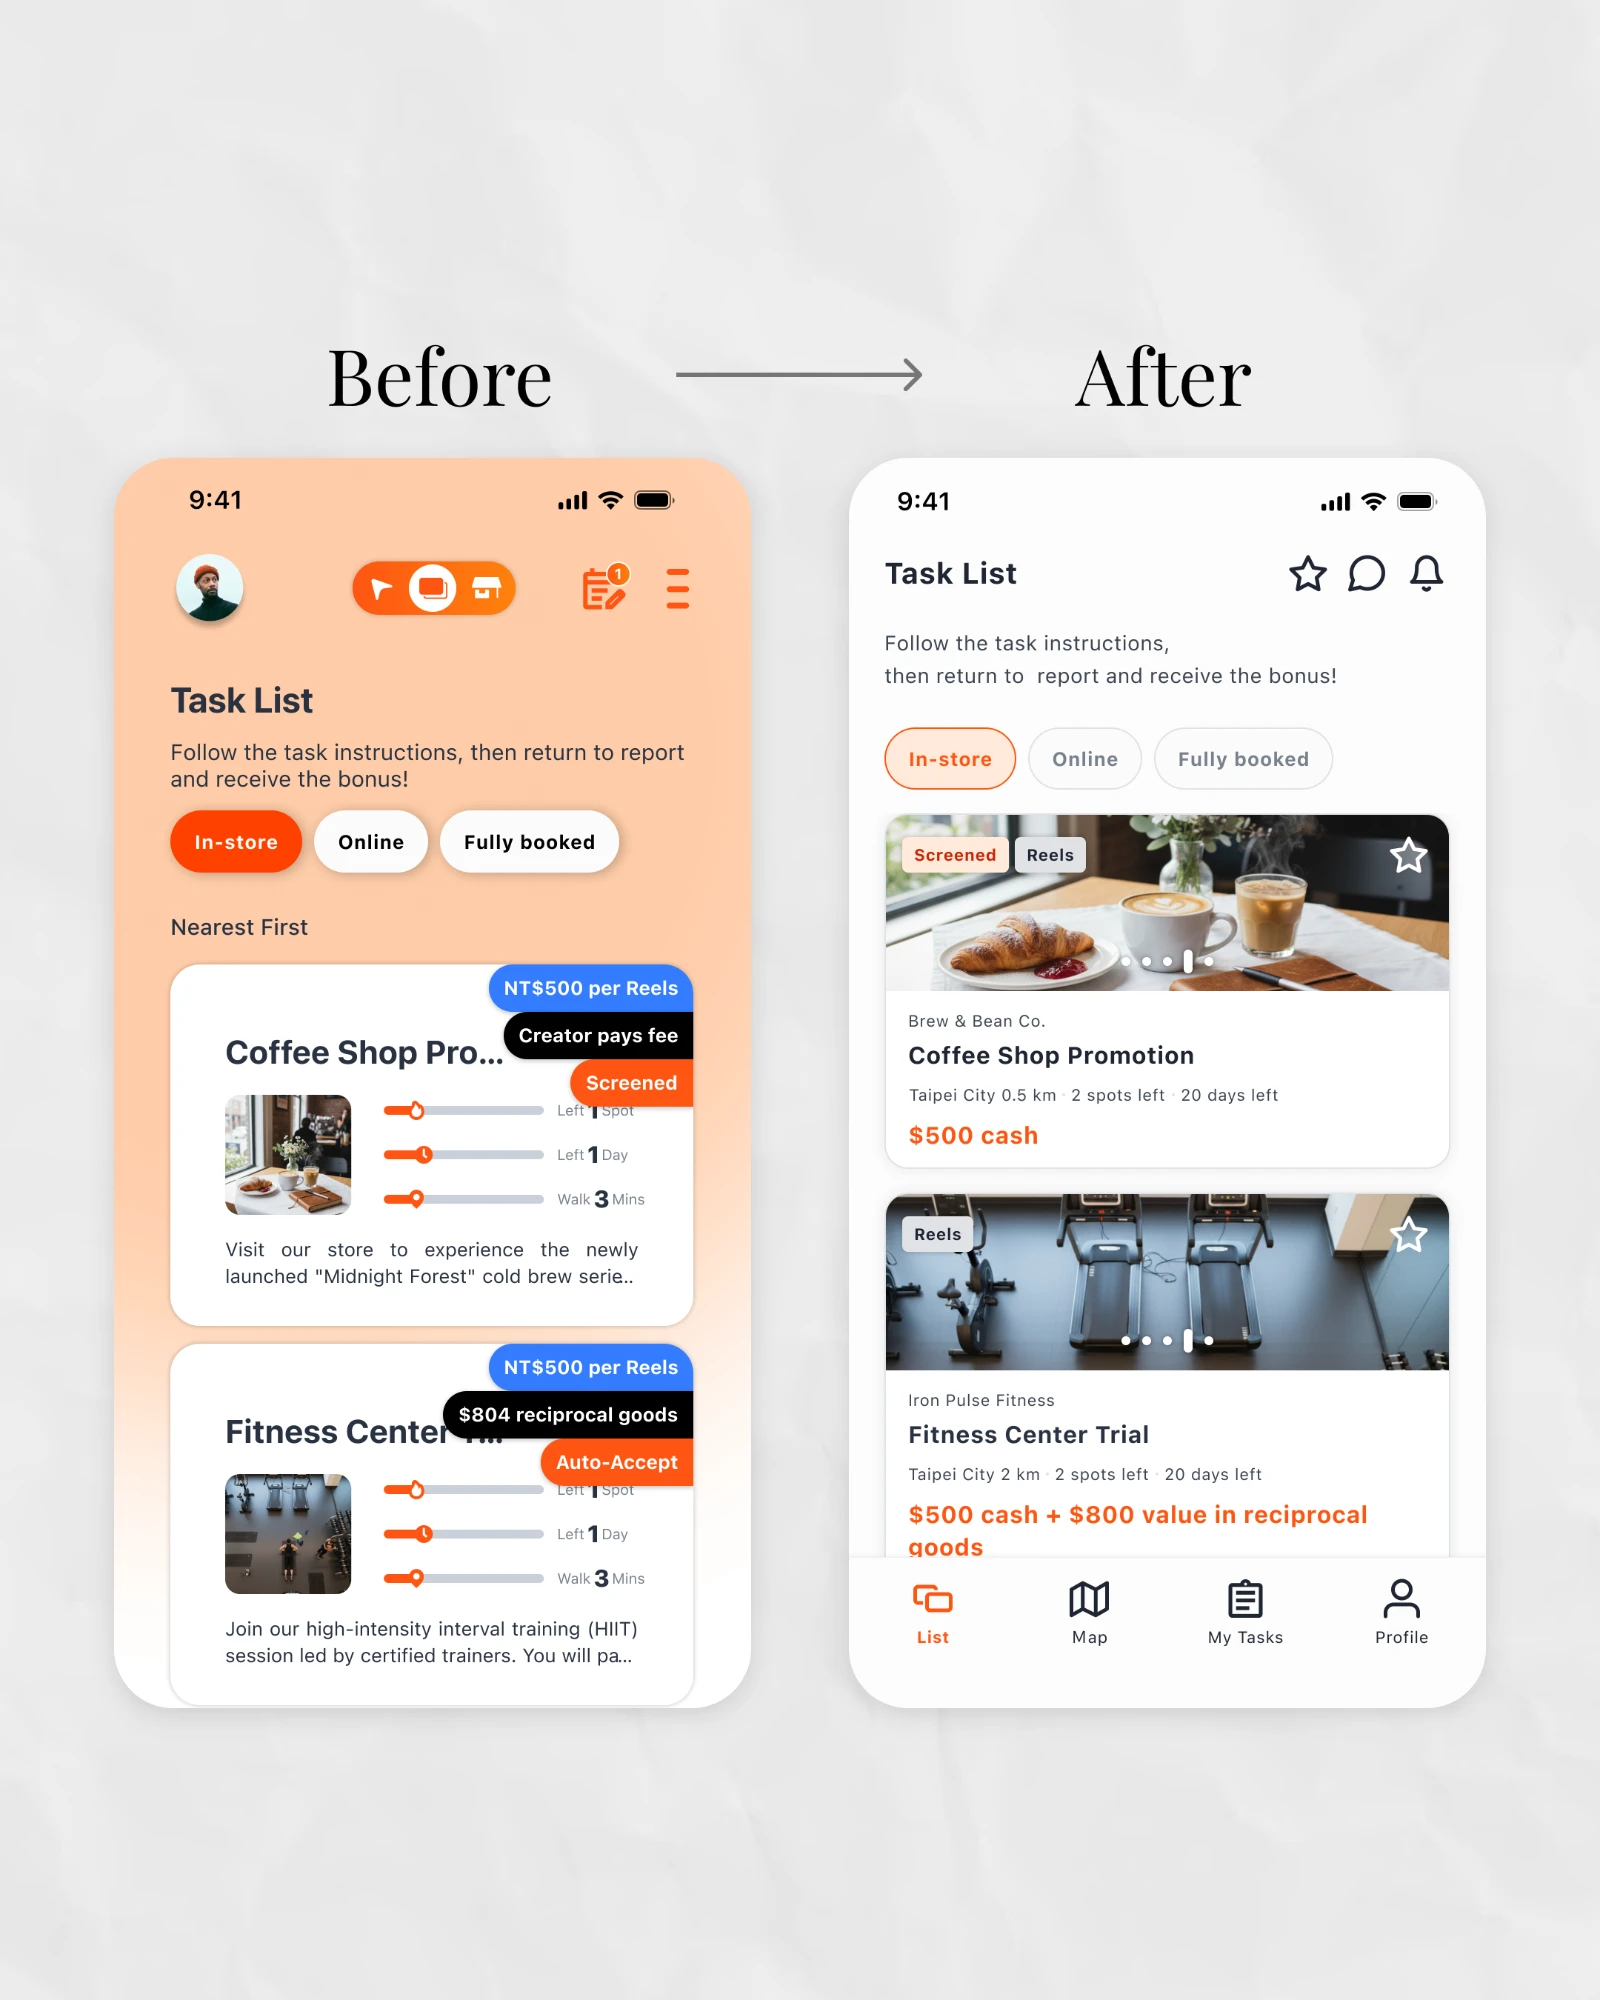 Before
After
9:41
1
Task List
Follow the task instructions, then return to report
and receive the bonus!
In-store
Online
Fully booked
Nearest First
NT$500 per Reels
Creator pays fee
Screened
Coffee Shop Pro...
Left 1 Spot
Left 1 Day
Walk 3 Mins
Visit our store to experience the newly
launched "Midnight Forest" cold brew serie..
NT$500 per Reels
$804 reciprocal goods
Auto-Accept
Fitness Center
Left 1 Spot
Left 1 Day
Walk 3 Mins
Join our high-intensity interval training (HIIT)
session led by certified trainers. You will pa...
9:41
Task List
Follow the task instructions,
then return to  report and receive the bonus!
In-store
Online
Fully booked
Screened
Reels
Brew & Bean Co.
Coffee Shop Promotion
Taipei City 0.5 km · 2 spots left · 20 days left
$500 cash
Reels
Iron Pulse Fitness
Fitness Center Trial
Taipei City 2 km · 2 spots left · 20 days left
$500 cash + $800 value in reciprocal
goods
List
Map
My Tasks
Profile